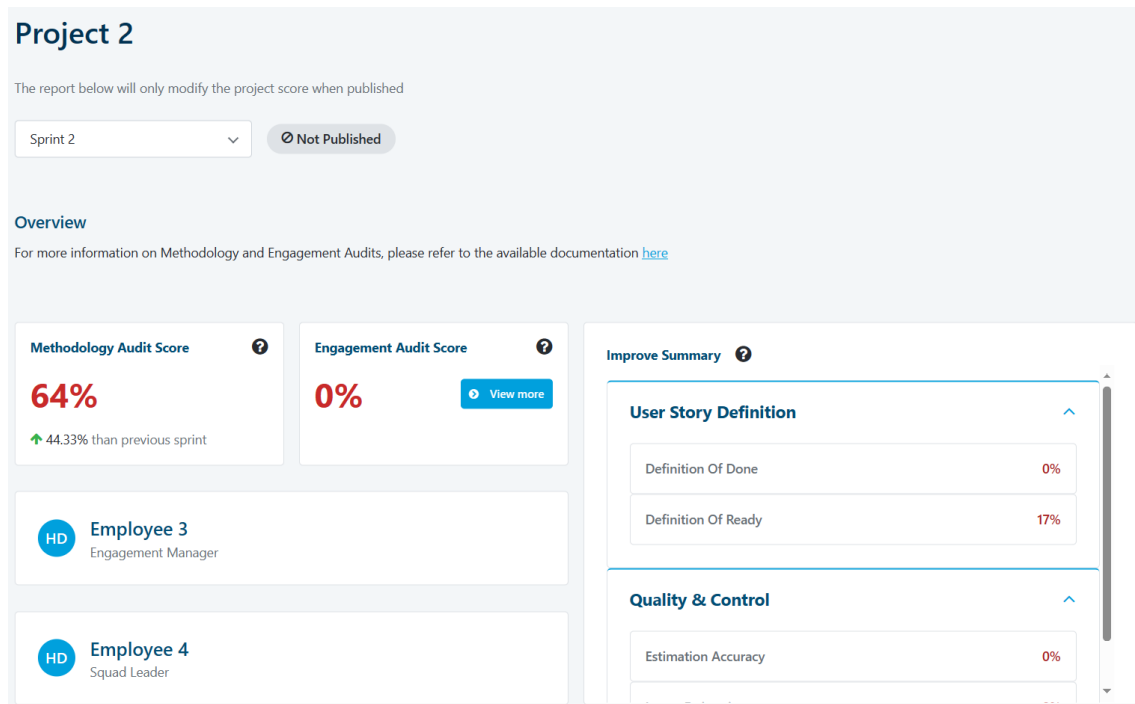 Project 2
The report below will only modify the project score when published
Sprint 2
Not Published
Overview
For more information on Methodology and Engagement Audits, please refer to the available documentation here
Methodology Audit Score
64%
44.33% than previous sprint
Engagement Audit Score
0%
View more
HD
Employee 3
Engagement Manager
HD
Employee 4
Squad Leader
Improve Summary
User Story Definition
Definition Of Done
0%
Definition Of Ready
17%
Quality & Control
Estimation Accuracy
0%